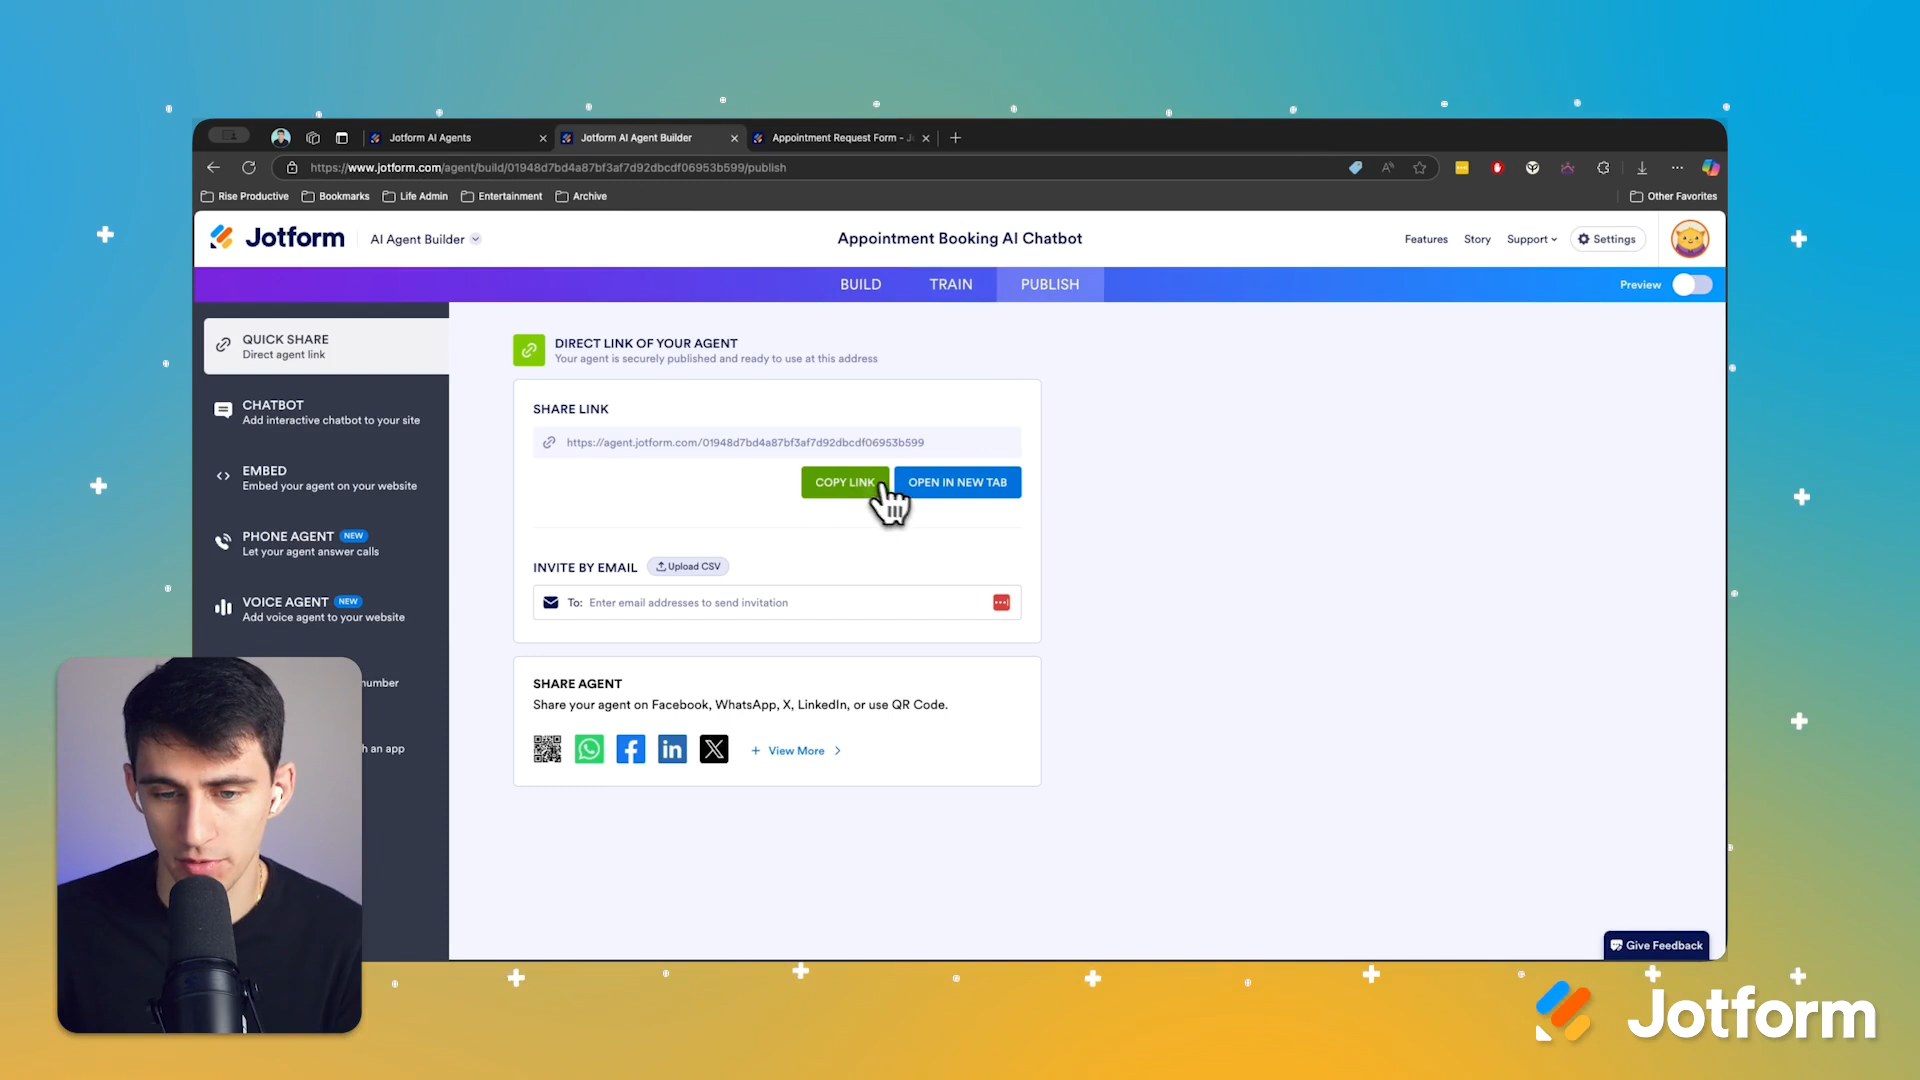 Jotform AI Agents
Jotform AI Agent Builder
Appointment Request Form -
https://www.jotform.com/agent/build/01948d7bd4a87bf3af7d92dbcdf06953b599/publish
Rise Productive
Bookmarks
Life Admin
Entertainment
Archive
Other Favorites
Jotform
AI Agent Builder
Appointment Booking AI Chatbot
Features
Story
Support
Settings
BUILD
TRAIN
PUBLISH
Preview
QUICK SHARE
Direct agent link
CHATBOT
Add interactive chatbot to your site
EMBED
Embed your agent on your website
PHONE AGENT NEW
Let your agent answer calls
VOICE AGENT NEW
Add voice agent to your website
number
h an app
DIRECT LINK OF YOUR AGENT
Your agent is securely published and ready to use at this address
SHARE LINK
https://agent.jotform.com/01948d7bd4a87bf3af7d92dbcdf06953b599
COPY LINK
OPEN IN NEW TAB
INVITE BY EMAIL
Upload CSV
To: Enter email addresses to send invitation
SHARE AGENT
Share your agent on Facebook, WhatsApp, X, LinkedIn, or use QR Code.
+ View More
Give Feedback
Jotform